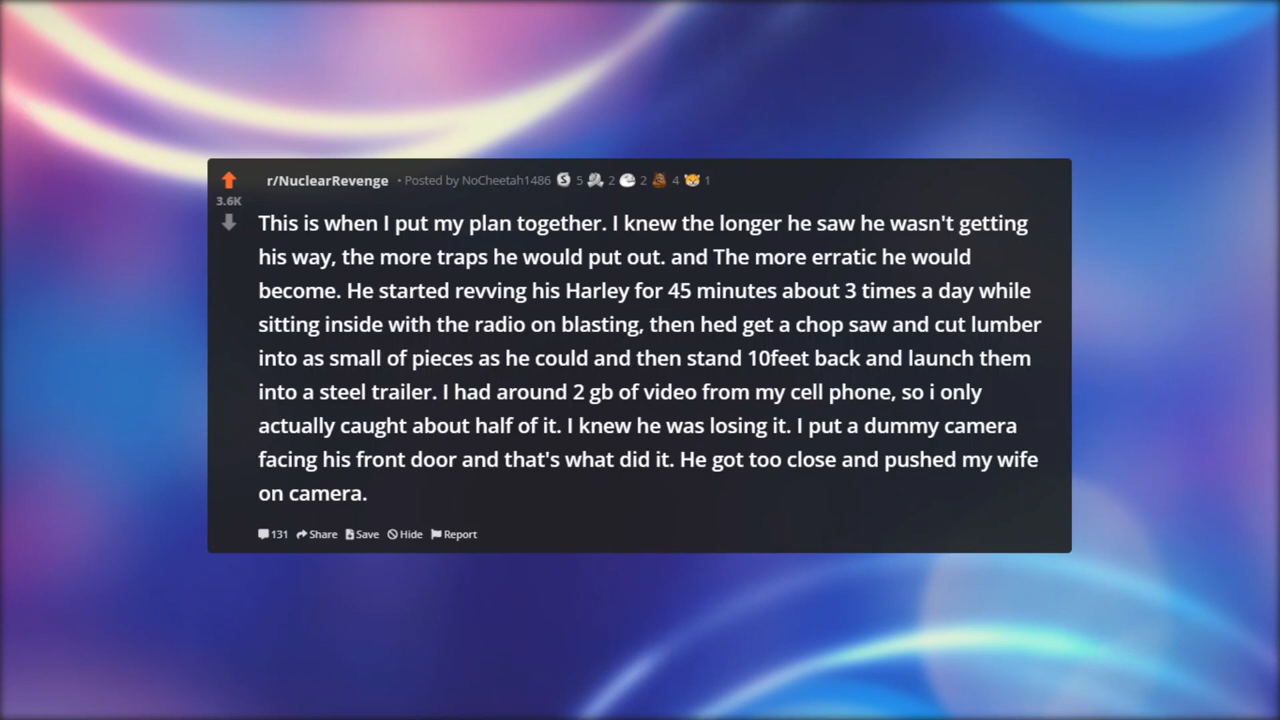 r/NuclearRevenge • Posted by NoCheetah1486 5 2 2 4 1
3.6K
This is when I put my plan together. I knew the longer he saw he wasn't getting
his way, the more traps he would put out. and The more erratic he would
become. He started revving his Harley for 45 minutes about 3 times a day while
sitting inside with the radio on blasting, then hed get a chop saw and cut lumber
into as small of pieces as he could and then stand 10feet back and launch them
into a steel trailer. I had around 2 gb of video from my cell phone, so i only
actually caught about half of it. I knew he was losing it. I put a dummy camera
facing his front door and that's what did it. He got too close and pushed my wife
on camera.
131 Share Save Hide Report